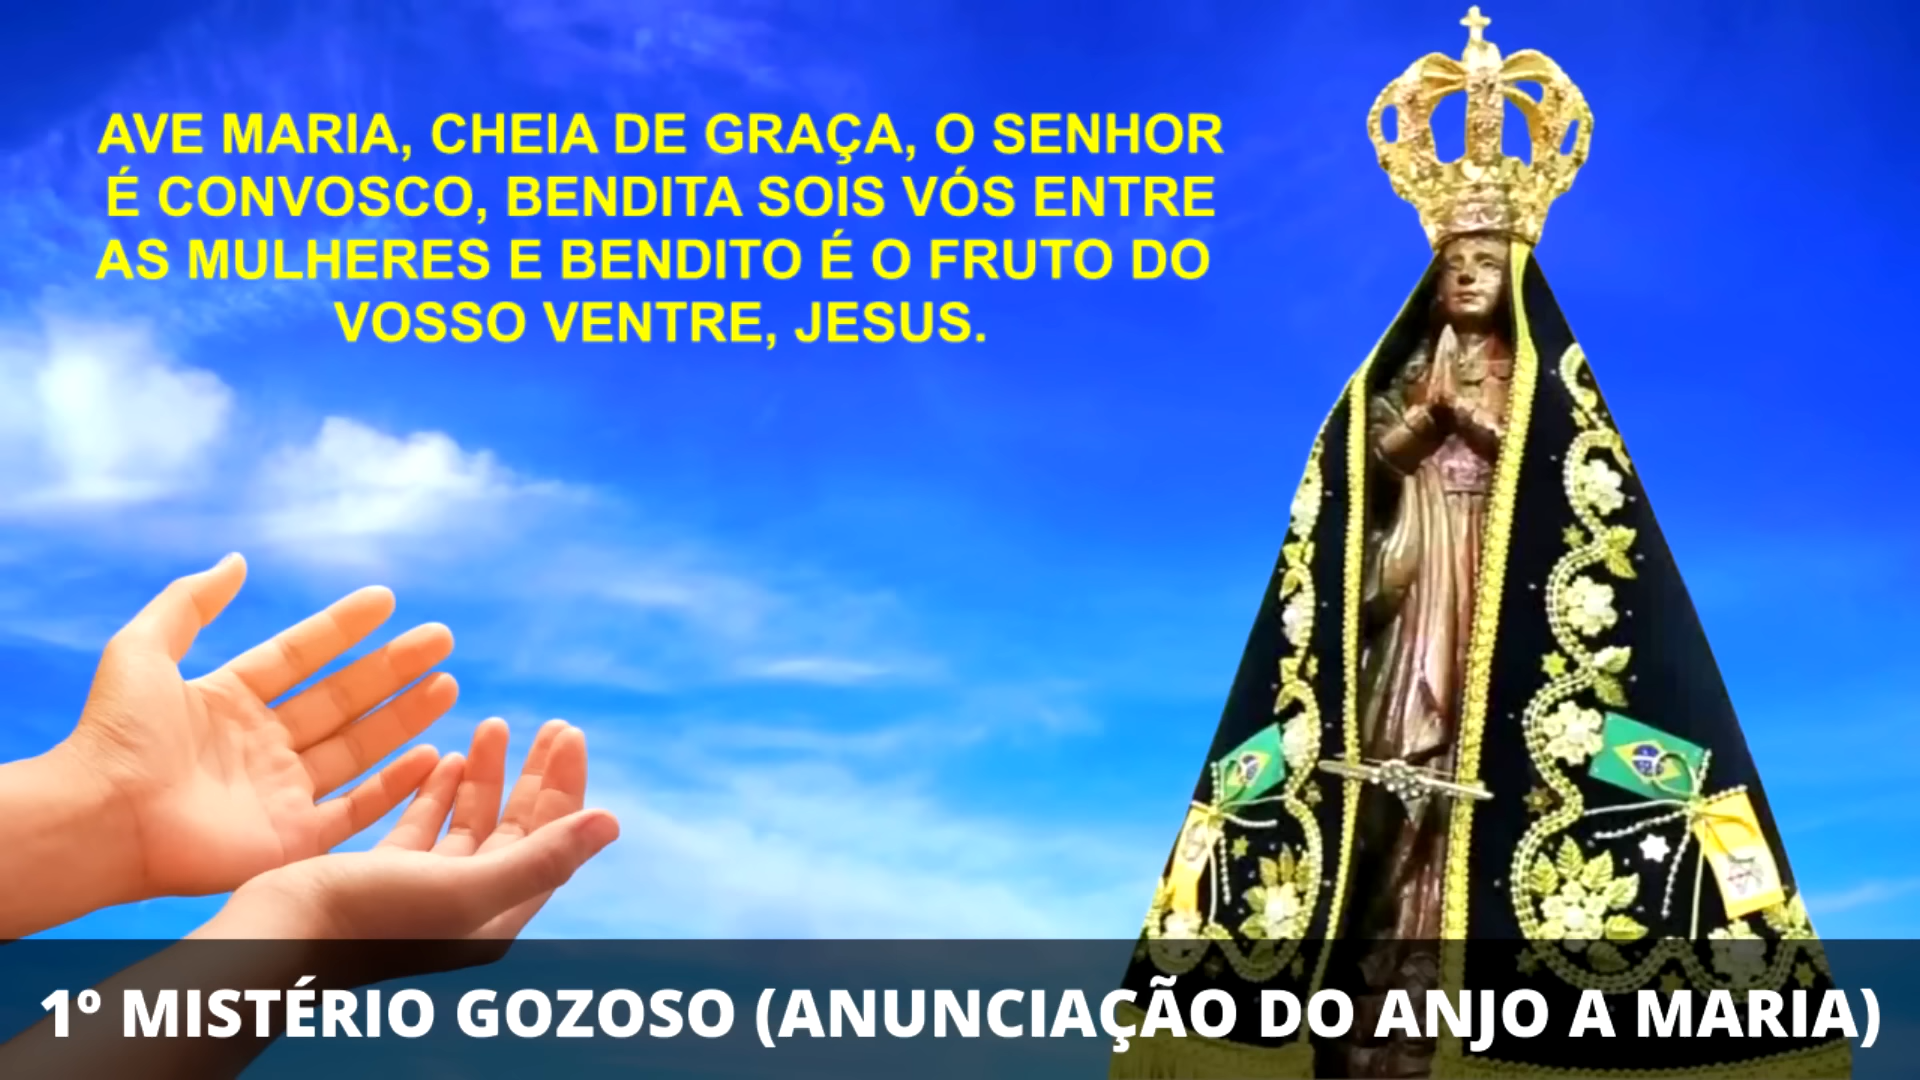 AVE MARIA, CHEIA DE GRAÇA, O SENHOR
É CONVOSCO, BENDITA SOIS VÓS ENTRE
AS MULHERES E BENDITO É O FRUTO DO
VOSSO VENTRE, JESUS.
1º MISTÉRIO GOZOSO (ANUNCIAÇÃO DO ANJO A MARIA)